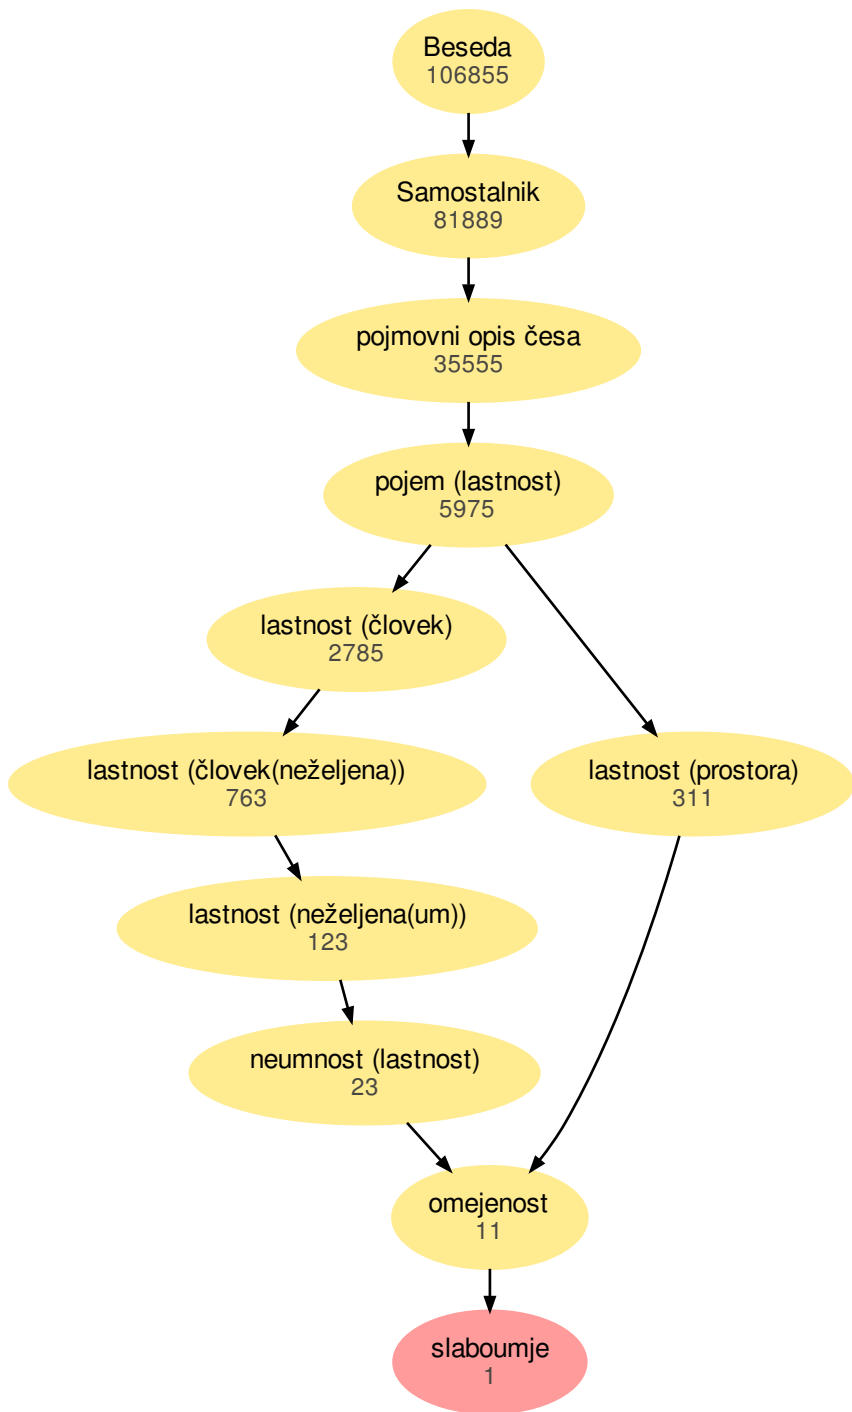 Beseda
106855
Samostalnik
81889
pojmovni opis česa
35555
pojem (lastnost)
5975
lastnost (človek)
2785
lastnost (človek(neželjena))
763
lastnost (prostora)
311
lastnost (neželjena(um))
123
neumnost (lastnost)
23
omejenost
11
slaboumje
1